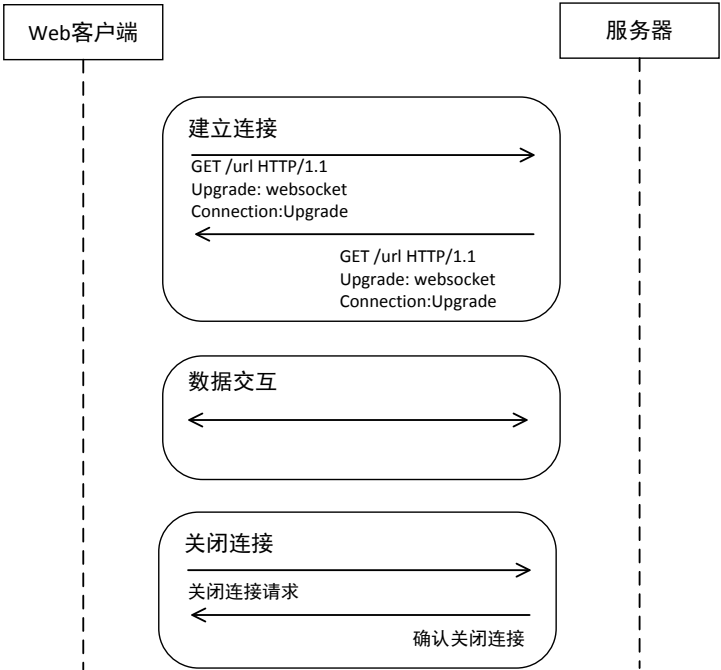 Web客户端
服务器
建立连接
GET /url HTTP/1.1
Upgrade: websocket
Connection:Upgrade
GET /url HTTP/1.1
Upgrade: websocket
Connection:Upgrade
数据交互
关闭连接
关闭连接请求
确认关闭连接